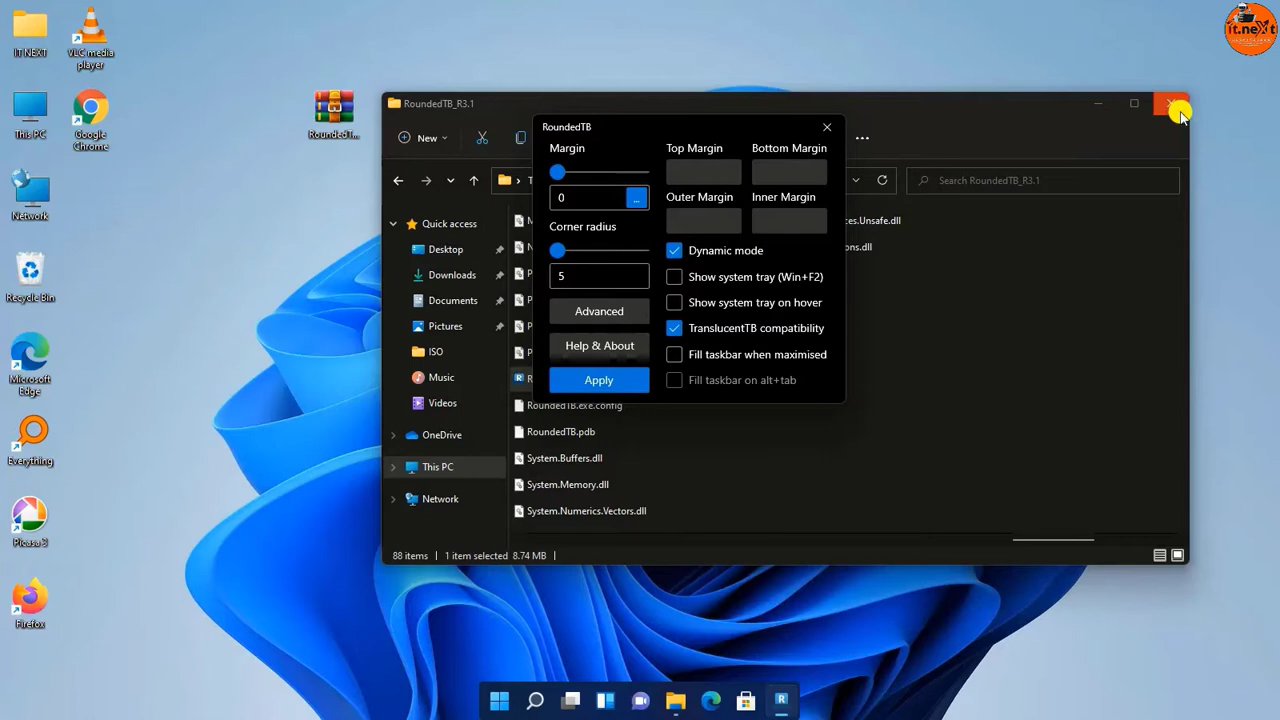 IT NEXT
VLC media
player
This PC
Google
Chrome
Network
Recycle Bin
Microsoft
Edge
Everything
Picasa 3
Firefox
RoundedT...
it.next
RoundedTB_R3.1
New
Search RoundedTB_R3.1
Quick access
Desktop
Downloads
Documents
Pictures
ISO
Music
Videos
OneDrive
This PC
Network
ces.Unsafe.dll
ons.dll
RoundedTB.exe.config
RoundedTB.pdb
System.Buffers.dll
System.Memory.dll
System.Numerics.Vectors.dll
88 items
1 item selected 8.74 MB
RoundedTB
Margin
0
...
Corner radius
5
Advanced
Help & About
Apply
Top Margin
Bottom Margin
Outer Margin
Inner Margin
Dynamic mode
Show system tray (Win+F2)
Show system tray on hover
TranslucentTB compatibility
Fill taskbar when maximised
Fill taskbar on alt+tab